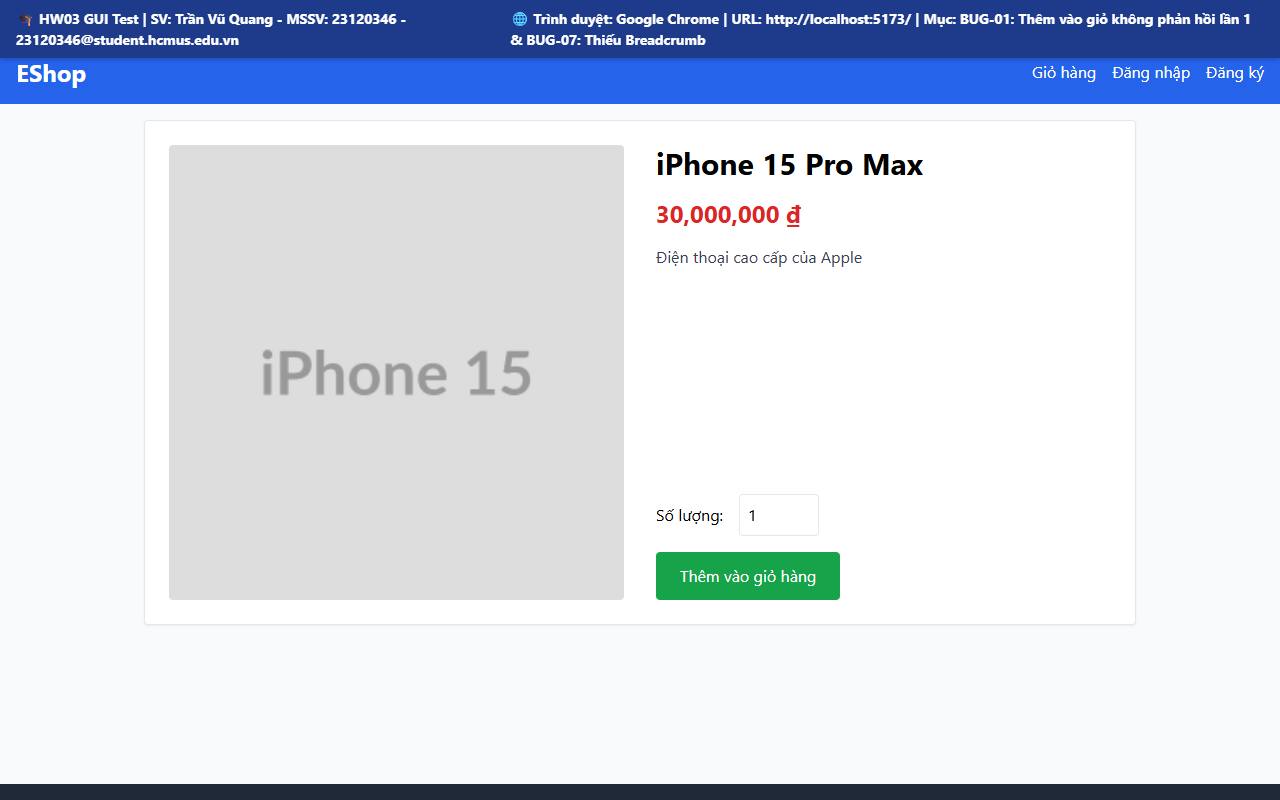 HW03 GUI Test | SV: Trần Vũ Quang - MSSV: 23120346 -
23120346@student.hcmus.edu.vn
🌐 Trình duyệt: Google Chrome | URL: http://localhost:5173/ | Mục: BUG-01: Thêm vào giỏ không phản hồi lần 1
& BUG-07: Thiếu Breadcrumb
EShop
Giỏ hàng
Đăng nhập
Đăng ký
iPhone 15
iPhone 15 Pro Max
30,000,000 ₫
Điện thoại cao cấp của Apple
Số lượng:
1
Thêm vào giỏ hàng